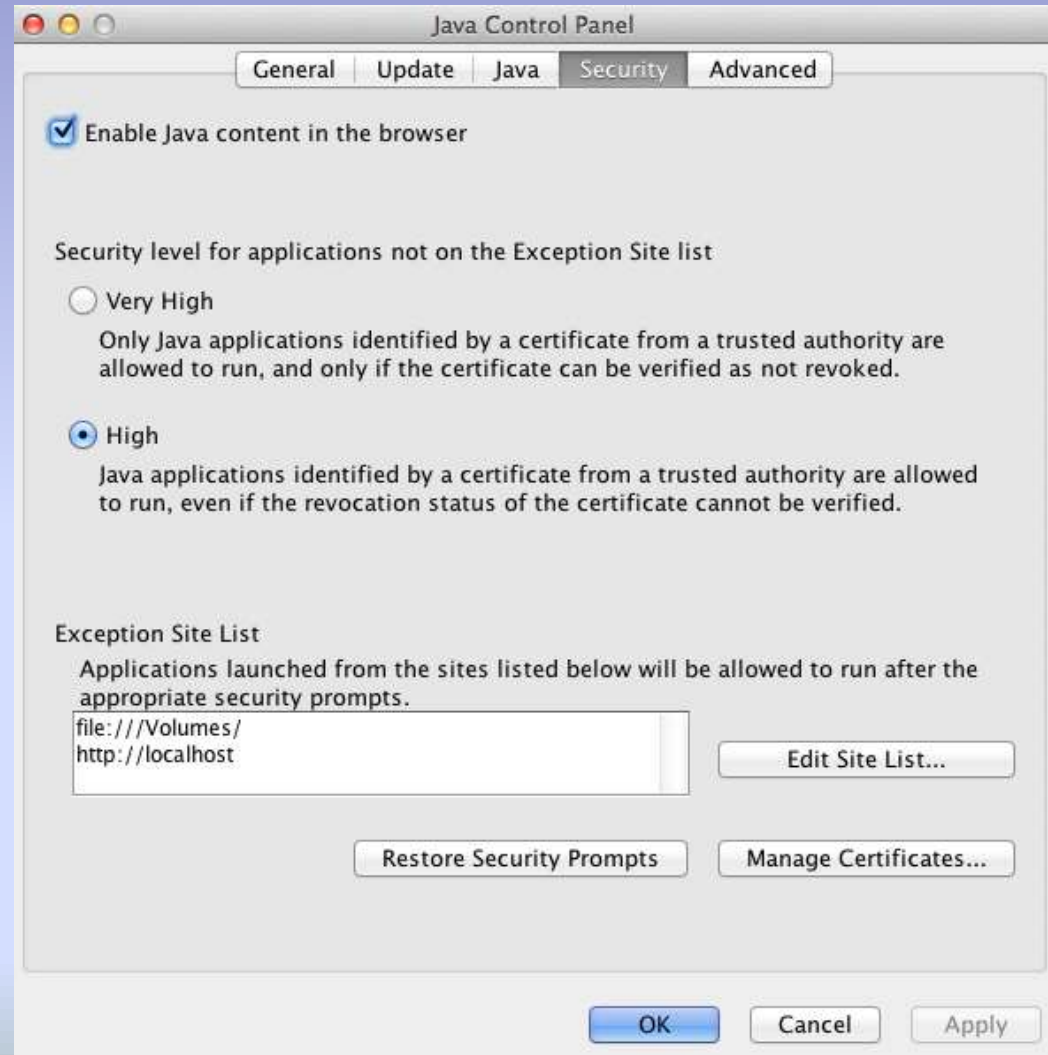 Java Control Panel
General Update Java Security Advanced
Enable Java content in the browser
Security level for applications not on the Exception Site list
Very High
Only Java applications identified by a certificate from a trusted authority are
allowed to run, and only if the certificate can be verified as not revoked.
High
Java applications identified by a certificate from a trusted authority are allowed
to run, even if the revocation status of the certificate cannot be verified.
Exception Site List
Applications launched from the sites listed below will be allowed to run after the
appropriate security prompts.
file:///Volumes/
http://localhost
Edit Site List...
Restore Security Prompts Manage Certificates...
OK Cancel Apply